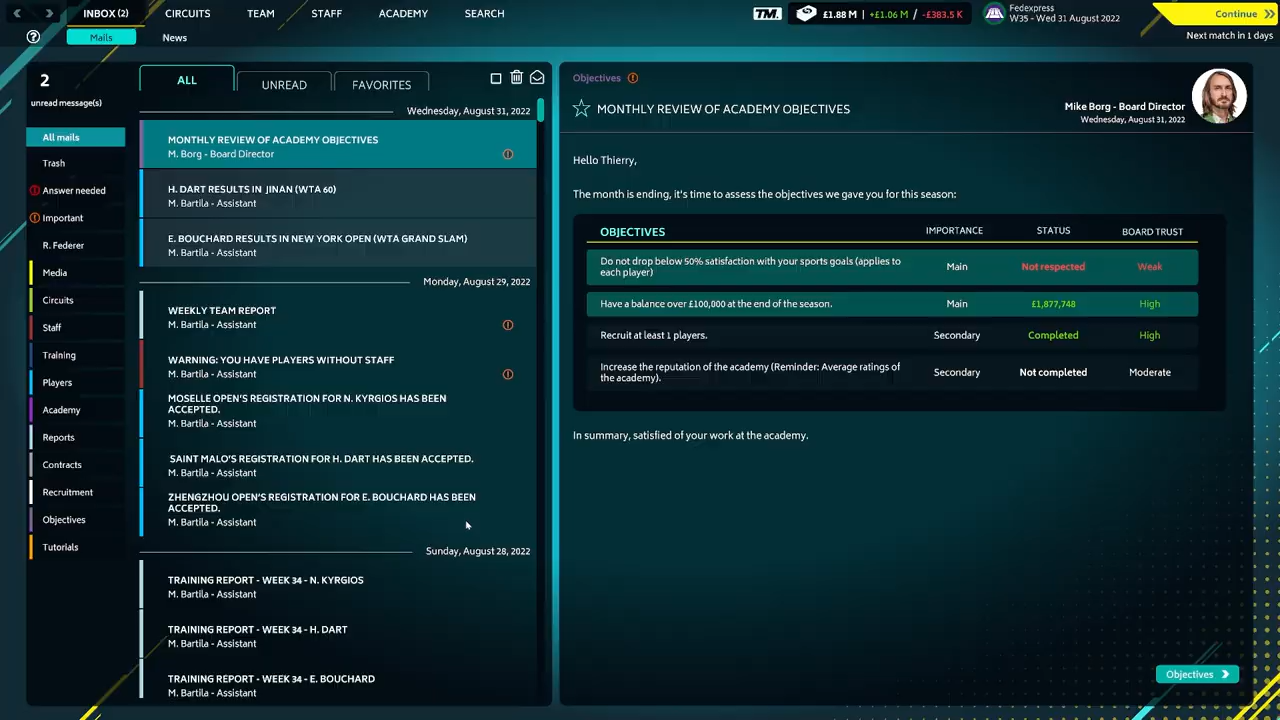 INBOX (2) CIRCUITS TEAM STAFF ACADEMY SEARCH
TM. £1.88 M | +£1.06 M / -£383.5 K
Fedexpress
W35 - Wed 31 August 2022
Continue
Next match in 1 days
Mails News
2
unread message(s)
All mails
Trash
Answer needed
Important
R. Federer
Media
Circuits
Staff
Training
Players
Academy
Reports
Contracts
Recruitment
Objectives
Tutorials
ALL UNREAD FAVORITES
Wednesday, August 31, 2022
MONTHLY REVIEW OF ACADEMY OBJECTIVES
M. Borg - Board Director
H. DART RESULTS IN JINAN (WTA 60)
M. Bartila - Assistant
E. BOUCHARD RESULTS IN NEW YORK OPEN (WTA GRAND SLAM)
M. Bartila - Assistant
Monday, August 29, 2022
WEEKLY TEAM REPORT
M. Bartila - Assistant
WARNING: YOU HAVE PLAYERS WITHOUT STAFF
M. Bartila - Assistant
MOSELLE OPEN'S REGISTRATION FOR N. KYRGIOS HAS BEEN
ACCEPTED.
M. Bartila - Assistant
SAINT MALO'S REGISTRATION FOR H. DART HAS BEEN ACCEPTED.
M. Bartila - Assistant
ZHENGZHOU OPEN'S REGISTRATION FOR E. BOUCHARD HAS BEEN
ACCEPTED.
M. Bartila - Assistant
Sunday, August 28, 2022
TRAINING REPORT - WEEK 34 - N. KYRGIOS
M. Bartila - Assistant
TRAINING REPORT - WEEK 34 - H. DART
M. Bartila - Assistant
TRAINING REPORT - WEEK 34 - E. BOUCHARD
M. Bartila - Assistant
Objectives
MONTHLY REVIEW OF ACADEMY OBJECTIVES
Mike Borg - Board Director
Wednesday, August 31, 2022
Hello Thierry,
The month is ending, it's time to assess the objectives we gave you for this season:
OBJECTIVES IMPORTANCE STATUS BOARD TRUST
Do not drop below 50% satisfaction with your sports goals (applies to
each player) Main Not respected Weak
Have a balance over £100,000 at the end of the season. Main £1,877,748 High
Recruit at least 1 players. Secondary Completed High
Increase the reputation of the academy (Reminder: Average ratings of
the academy). Secondary Not completed Moderate
In summary, satisfied of your work at the academy.
Objectives